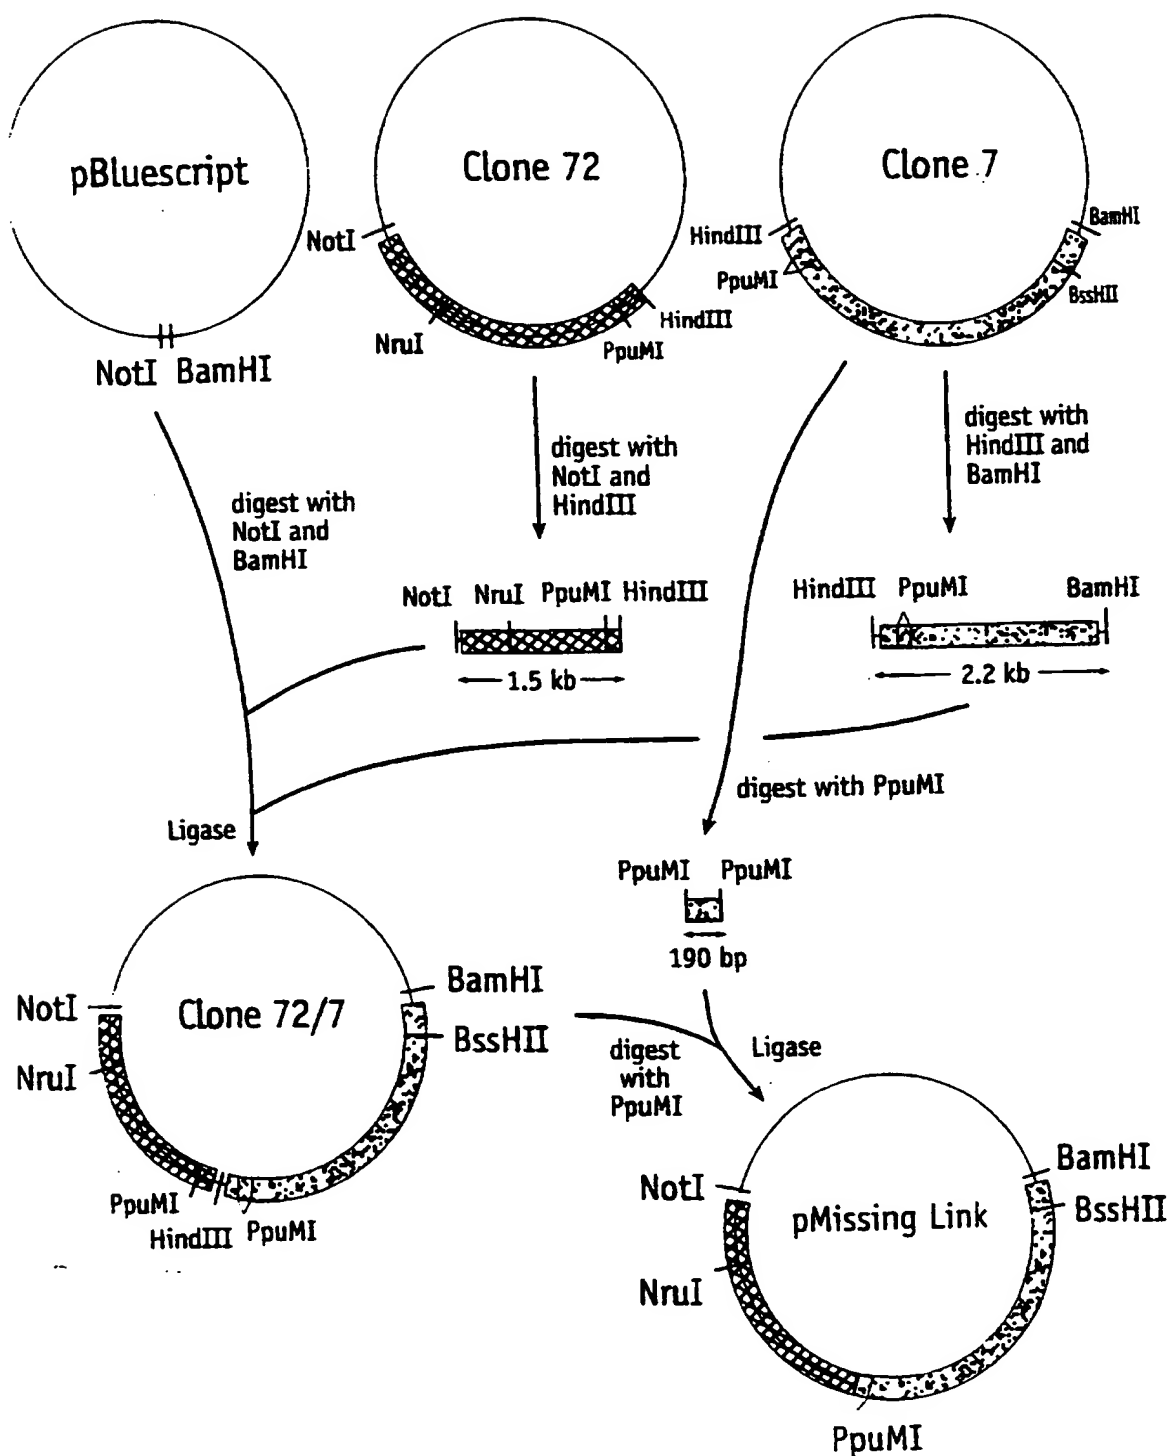 pBluescript
NotI BamHI
Clone 72
NotI
NruI
PpuMI
HindIII
Clone 7
HindIII
PpuMI
BamHI
BssHII
digest with
NotI and
BamHI
digest with
NotI and
HindIII
digest with
HindIII and
BamHI
NotI NruI PpuMI HindIII
1.5 kb
HindIII PpuMI BamHI
2.2 kb
digest with PpuMI
Ligase
PpuMI PpuMI
190 bp
Clone 72/7
NotI
NruI
PpuMI
HindIII
PpuMI
BamHI
BssHII
digest
with
PpuMI
Ligase
pMissing Link
NotI
NruI
PpuMI
BamHI
BssHII